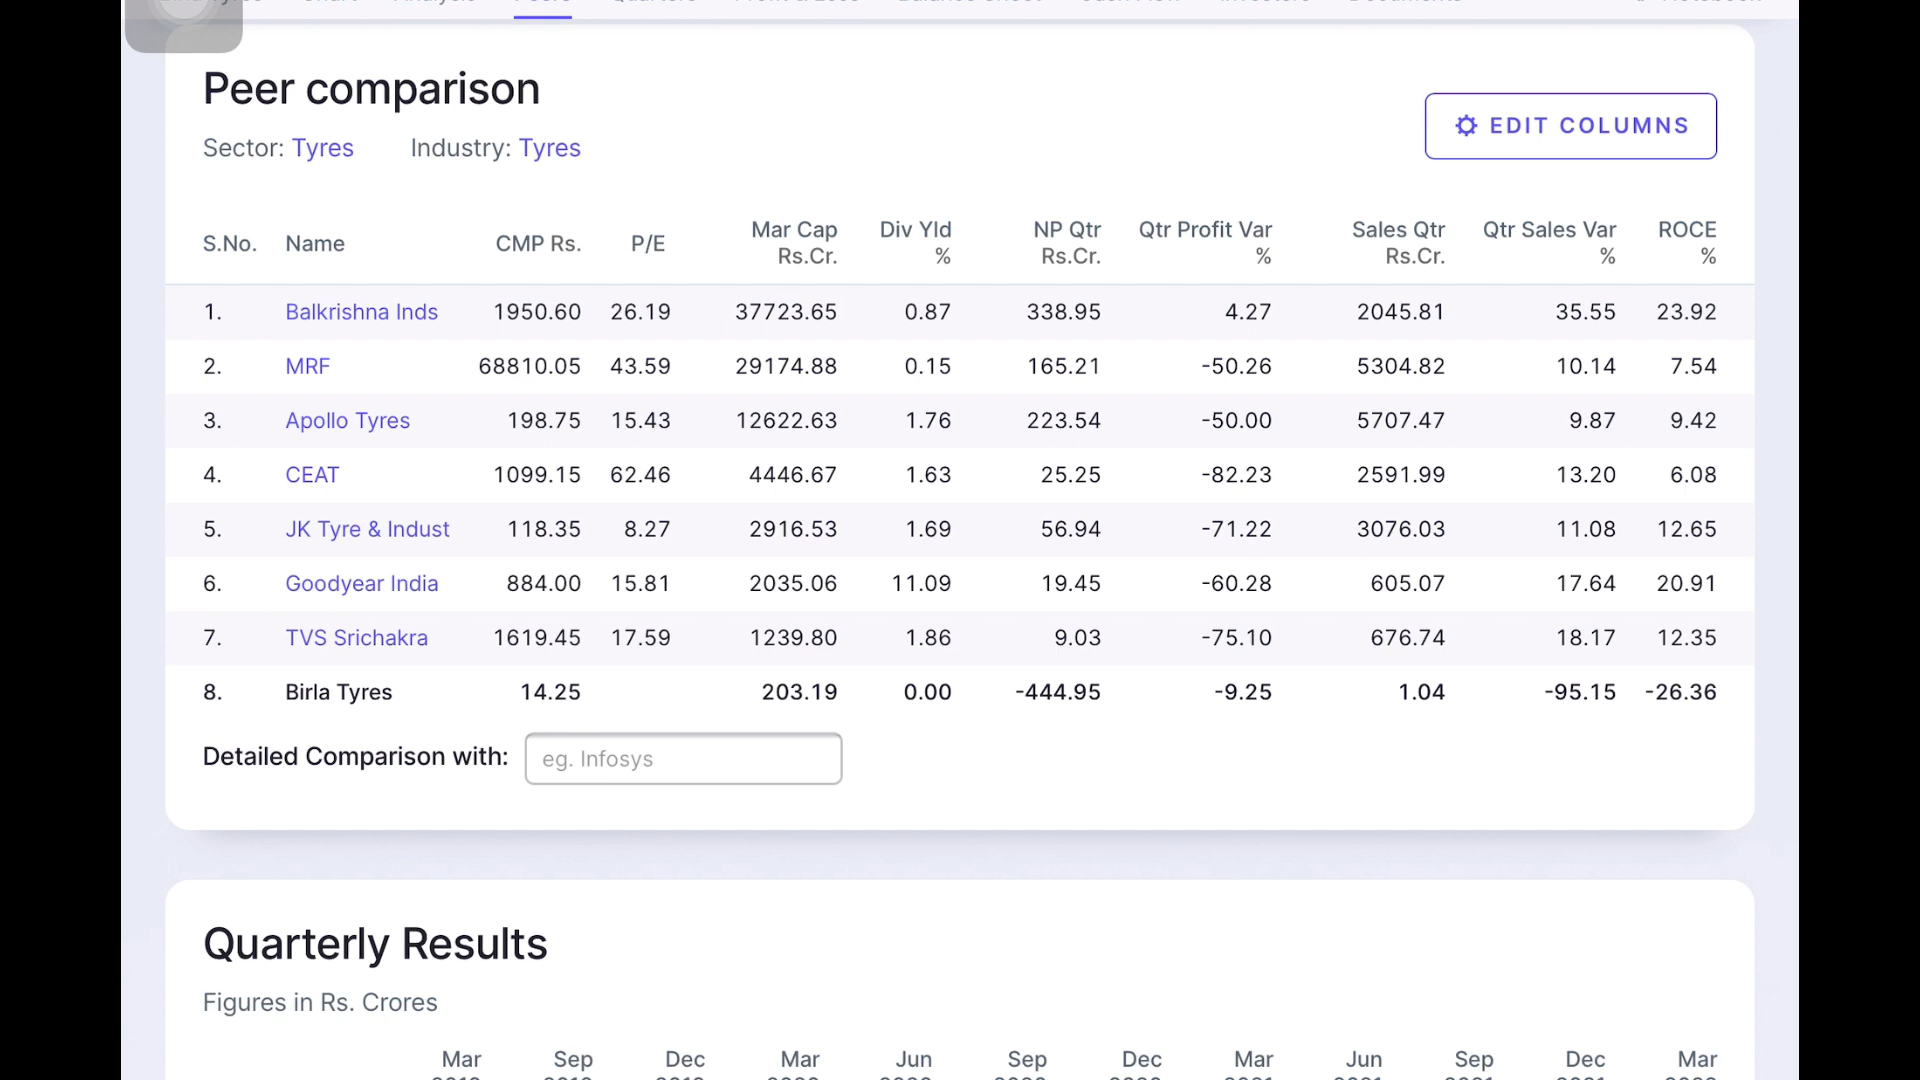 Peer comparison
EDIT COLUMNS
Sector: Tyres Industry: Tyres
S.No. Name CMP Rs. P/E Mar Cap Rs.Cr. Div Yld % NP Qtr Rs.Cr. Qtr Profit Var % Sales Qtr Rs.Cr. Qtr Sales Var % ROCE %
1. Balkrishna Inds 1950.60 26.19 37723.65 0.87 338.95 4.27 2045.81 35.55 23.92
2. MRF 68810.05 43.59 29174.88 0.15 165.21 -50.26 5304.82 10.14 7.54
3. Apollo Tyres 198.75 15.43 12622.63 1.76 223.54 -50.00 5707.47 9.87 9.42
4. CEAT 1099.15 62.46 4446.67 1.63 25.25 -82.23 2591.99 13.20 6.08
5. JK Tyre & Indust 118.35 8.27 2916.53 1.69 56.94 -71.22 3076.03 11.08 12.65
6. Goodyear India 884.00 15.81 2035.06 11.09 19.45 -60.28 605.07 17.64 20.91
7. TVS Srichakra 1619.45 17.59 1239.80 1.86 9.03 -75.10 676.74 18.17 12.35
8. Birla Tyres 14.25 203.19 0.00 -444.95 -9.25 1.04 -95.15 -26.36
Detailed Comparison with: eg. Infosys
Quarterly Results
Figures in Rs. Crores
Mar Sep Dec Mar Jun Sep Dec Mar Jun Sep Dec Mar